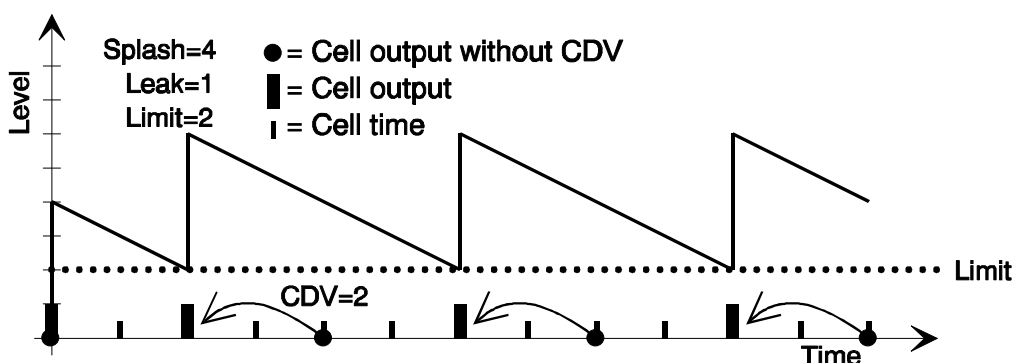 Splash=4
Leak=1
Limit=2
= Cell output without CDV
= Cell output
= Cell time
Level
Limit
CDV=2
Time